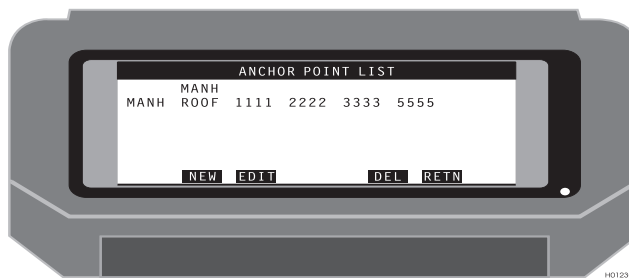 ANCHOR POINT LIST
MANH
MANH ROOF 1111 2222 3333 5555
NEW EDIT DEL RETN
H0123